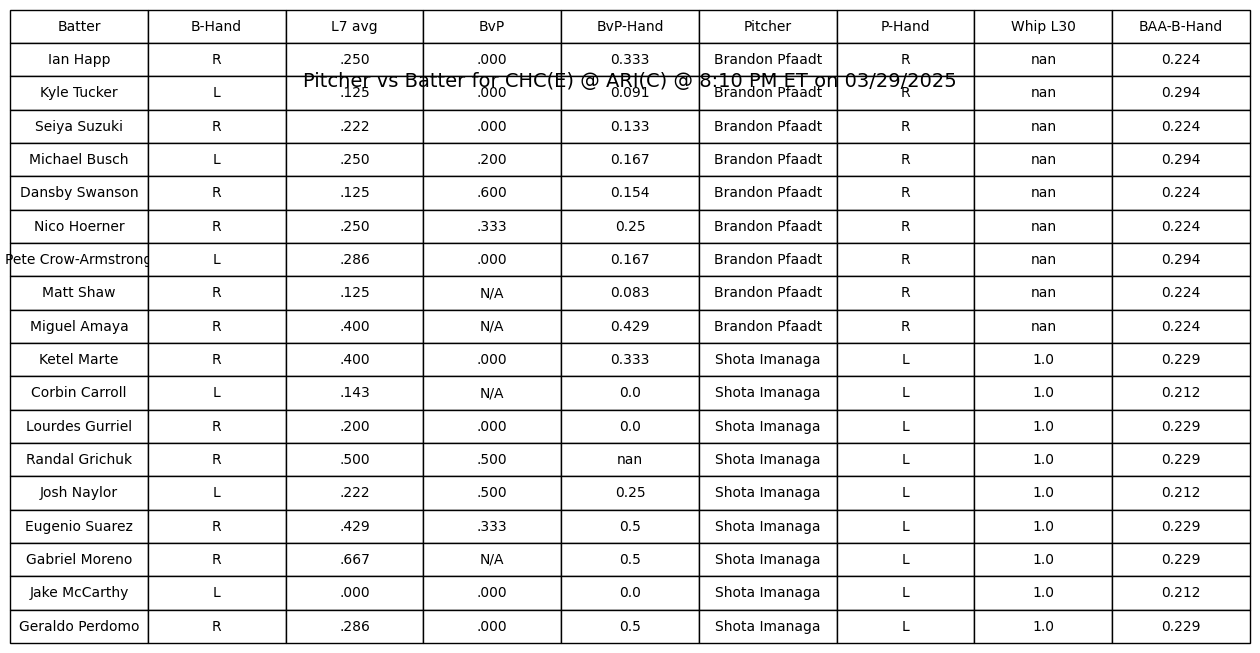 Batter B-Hand L7 avg BvP BvP-Hand Pitcher P-Hand Whip L30 BAA-B-Hand
Ian Happ R .250 .000 0.333 Brandon Pfaadt R nan 0.224
Pitcher vs Batter for CHC(E) @ ARI(C) @ 8:10 PM ET on 03/29/2025
Kyle Tucker L .125 .000 0.091 Brandon Pfaadt R nan 0.294
Seiya Suzuki R .222 .000 0.133 Brandon Pfaadt R nan 0.224
Michael Busch L .250 .200 0.167 Brandon Pfaadt R nan 0.294
Dansby Swanson R .125 .600 0.154 Brandon Pfaadt R nan 0.224
Nico Hoerner R .250 .333 0.25 Brandon Pfaadt R nan 0.224
Pete Crow-Armstrong L .286 .000 0.167 Brandon Pfaadt R nan 0.294
Matt Shaw R .125 N/A 0.083 Brandon Pfaadt R nan 0.224
Miguel Amaya R .400 N/A 0.429 Brandon Pfaadt R nan 0.224
Ketel Marte R .400 .000 0.333 Shota Imanaga L 1.0 0.229
Corbin Carroll L .143 N/A 0.0 Shota Imanaga L 1.0 0.212
Lourdes Gurriel R .200 .000 0.0 Shota Imanaga L 1.0 0.229
Randal Grichuk R .500 .500 nan Shota Imanaga L 1.0 0.229
Josh Naylor L .222 .500 0.25 Shota Imanaga L 1.0 0.212
Eugenio Suarez R .429 .333 0.5 Shota Imanaga L 1.0 0.229
Gabriel Moreno R .667 N/A 0.5 Shota Imanaga L 1.0 0.229
Jake McCarthy L .000 .000 0.0 Shota Imanaga L 1.0 0.212
Geraldo Perdomo R .286 .000 0.5 Shota Imanaga L 1.0 0.229